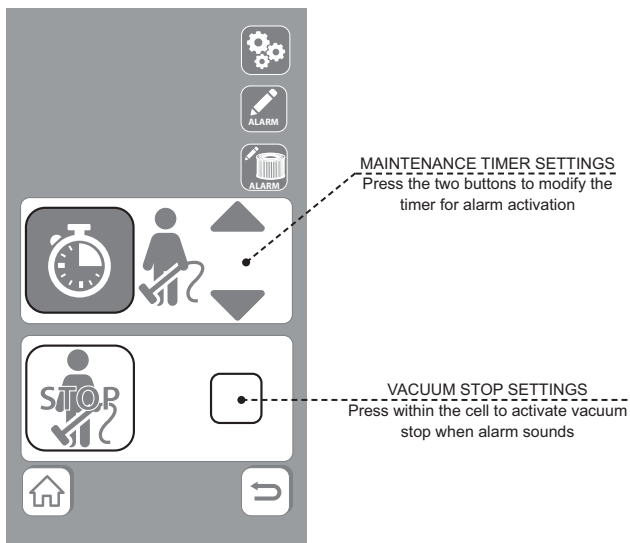 ALARM
ALARM
MAINTENANCE TIMER SETTINGS
Press the two buttons to modify the
timer for alarm activation
STOP
VACUUM STOP SETTINGS
Press within the cell to activate vacuum
stop when alarm sounds